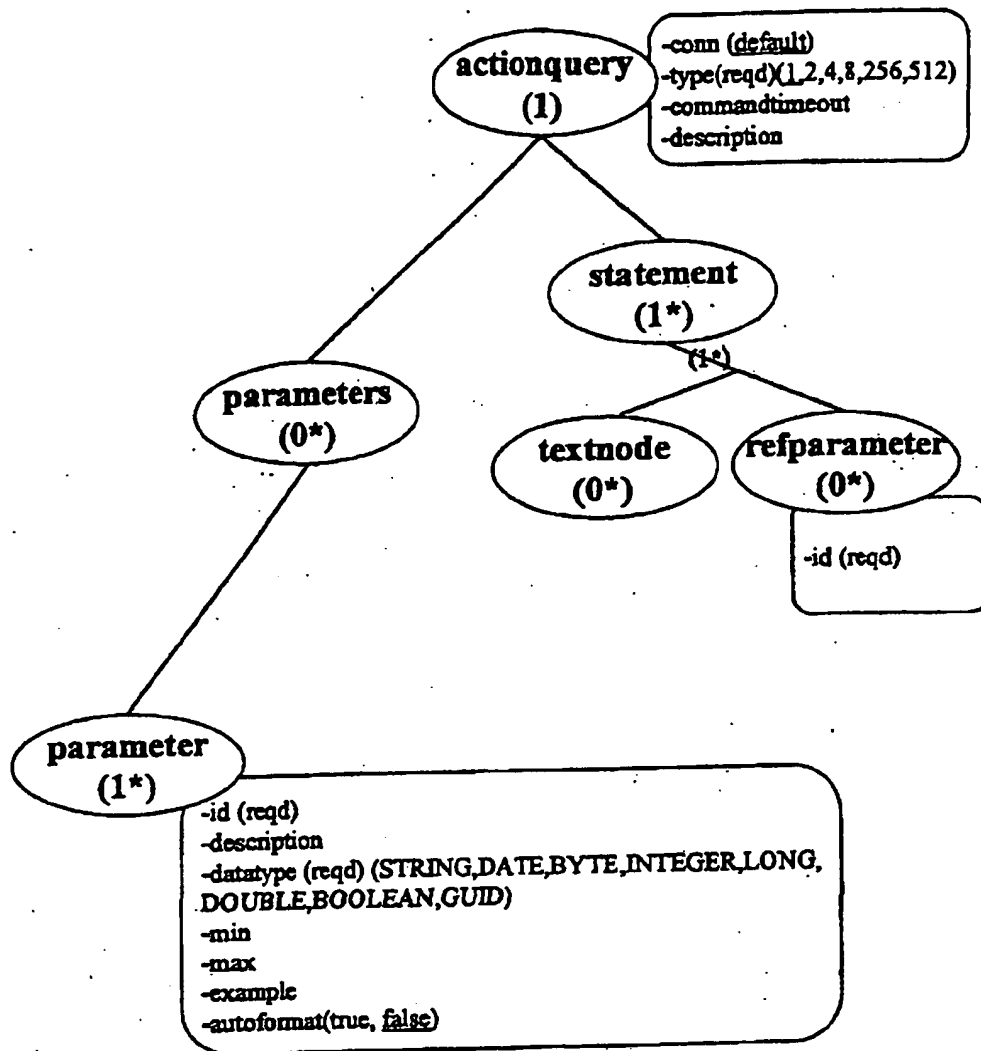 actionquery
(1)
-conn (default)
-type(reqd)(1,2,4,8,256,512)
-commandtimeout
-description
statement
(1*)
(1*)
parameters
(0*)
textnode
(0*)
refparameter
(0*)
-id (reqd)
parameter
(1*)
-id (reqd)
-description
-datatype (reqd) (STRING,DATE,BYTE,INTEGER,LONG,
DOUBLE,BOOLEAN,GUID)
-min
-max
-example
-autoformat(true, false)